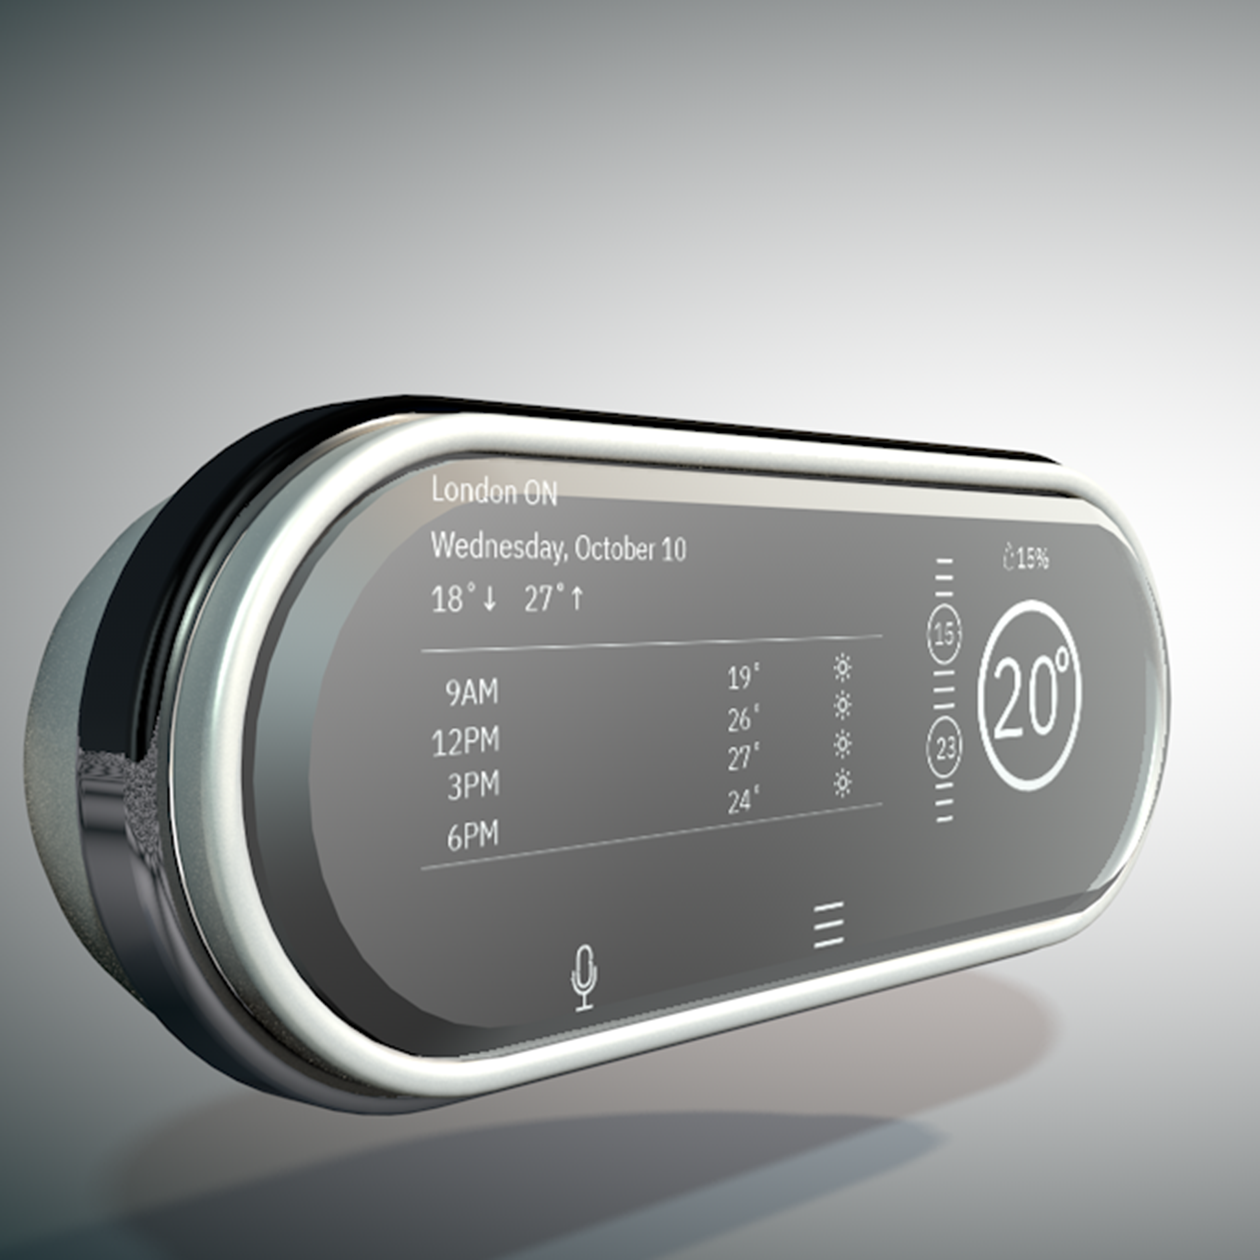 London ON
Wednesday, October 10
18°↓ 27°↑
9AM 19°
12PM 26°
3PM 27°
6PM 24°
15
23
15%
20°